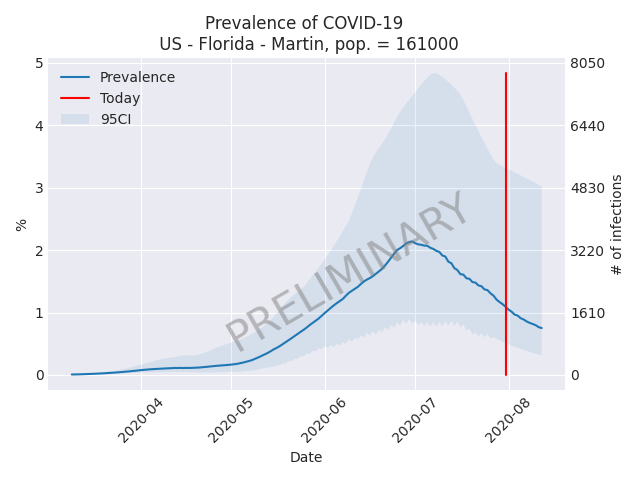 Prevalence of COVID-19
US - Florida - Martin, pop. = 161000
Prevalence
Today
95CI
PRELIMINARY
%
5
4
3
2
1
0
8050
6440
4830
3220
1610
0
# of infections
2020-04
2020-05
2020-06
2020-07
2020-08
Date